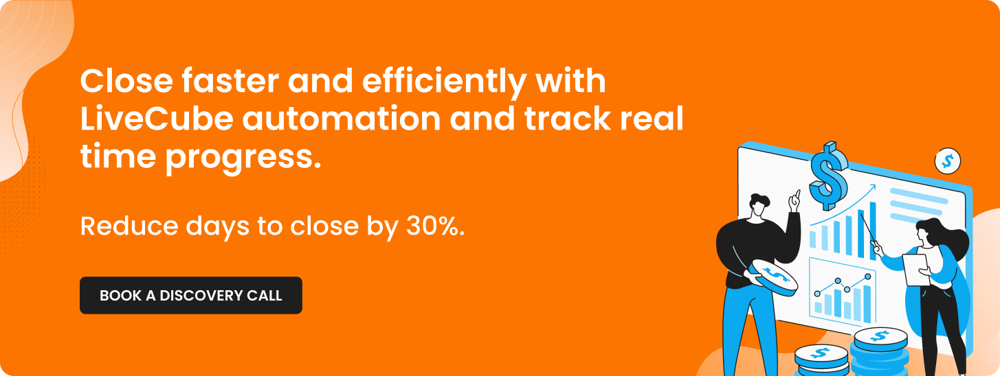 Close faster and efficiently with
LiveCube automation and track real
time progress.
Reduce days to close by 30%.
BOOK A DISCOVERY CALL
$
$
$
$
$